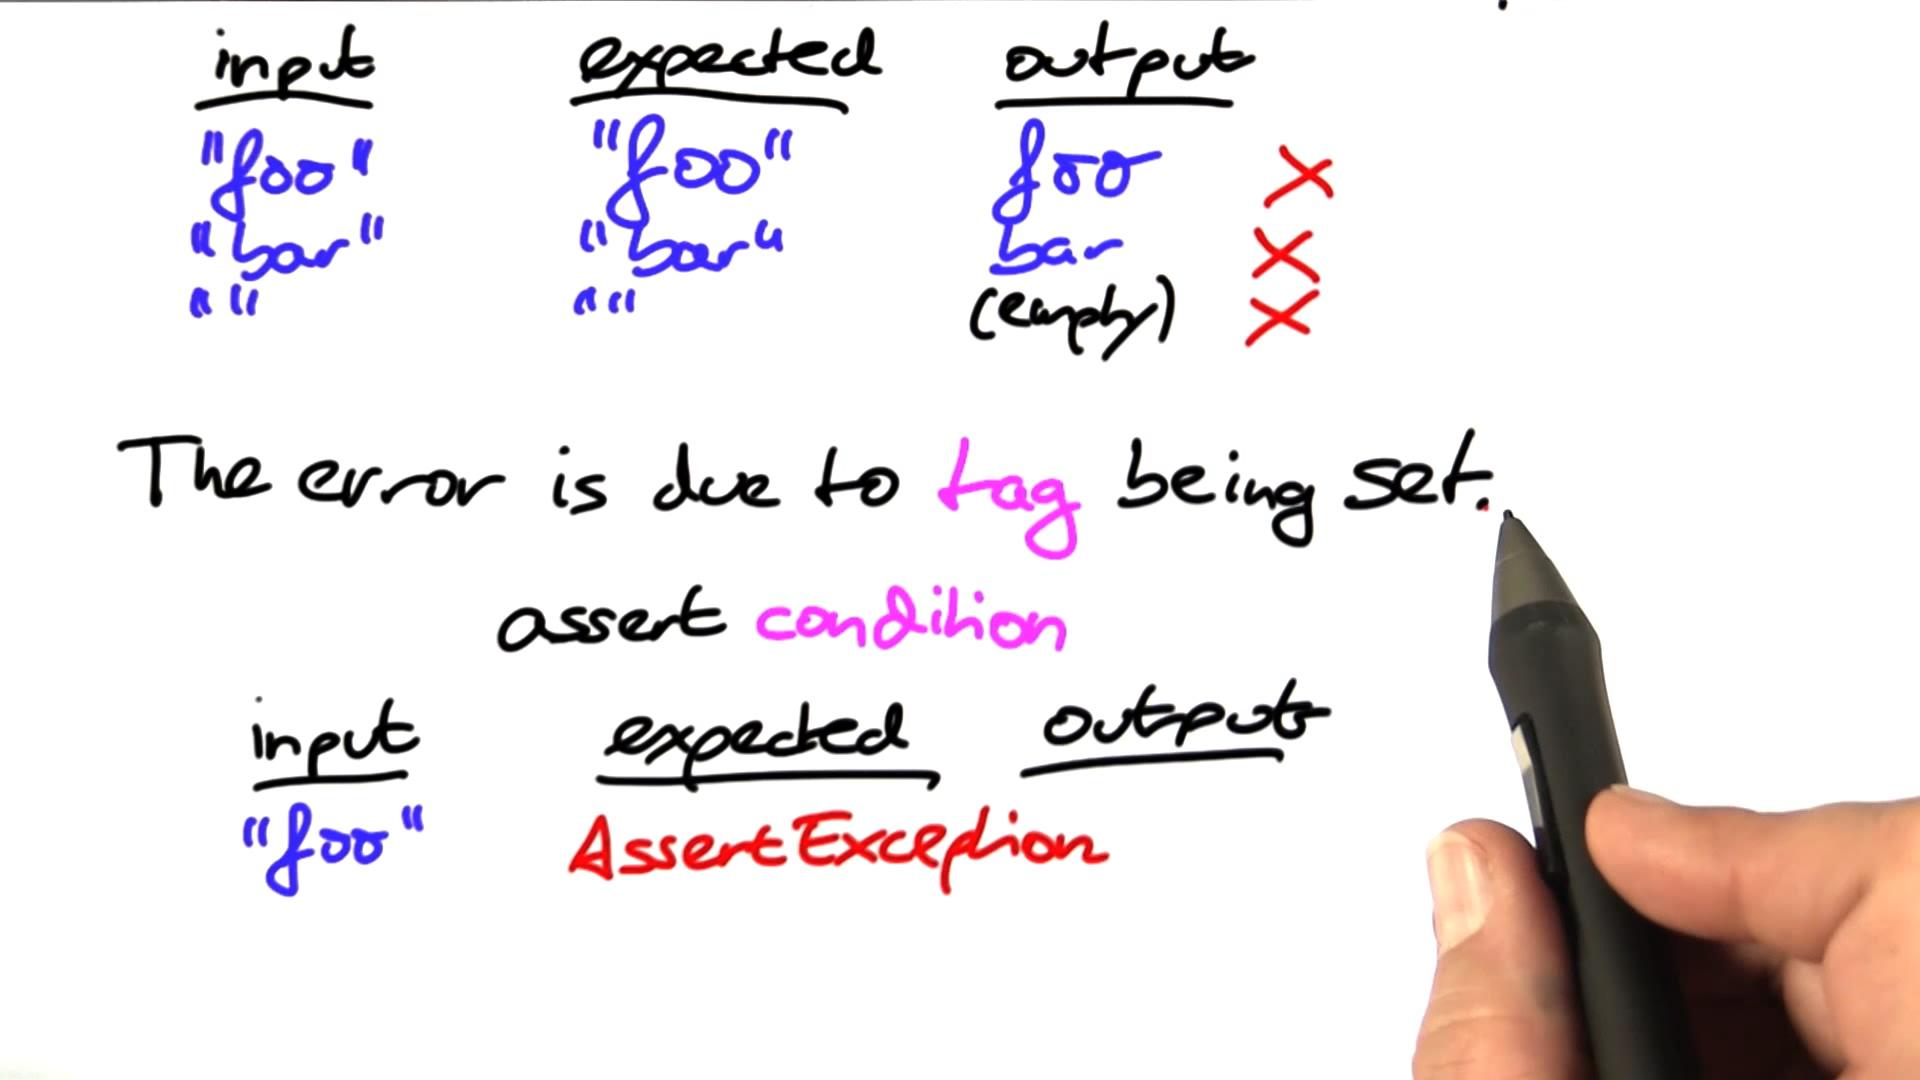 input expected output
"foo" "foo" foo X
"bar" "bar" bar X
"" "" (empty) X
The error is due to tag being set.
assert condition
input expected output
"foo" AssertException